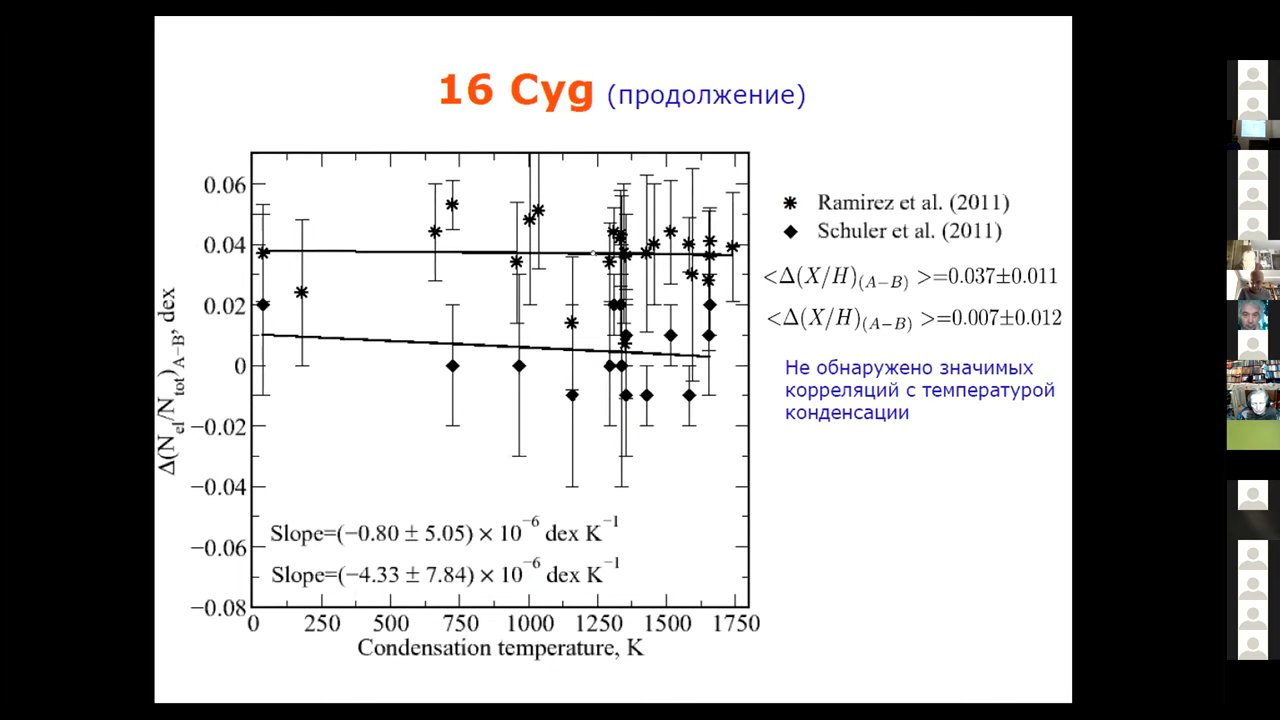 16 Cyg (продолжение)
0.06
0.04
0.02
0
−0.02
−0.04
−0.06
−0.08
Δ(N_el/N_tot)_A−B, dex
Slope=(−0.80 ± 5.05) × 10^−6 dex K^−1
Slope=(−4.33 ± 7.84) × 10^−6 dex K^−1
0 250 500 750 1000 1250 1500 1750
Condensation temperature, K
Ramirez et al. (2011)
Schuler et al. (2011)
<Δ(X/H)_(A−B) >=0.037±0.011
<Δ(X/H)_(A−B) >=0.007±0.012
Не обнаружено значимых
корреляций с температурой
конденсации